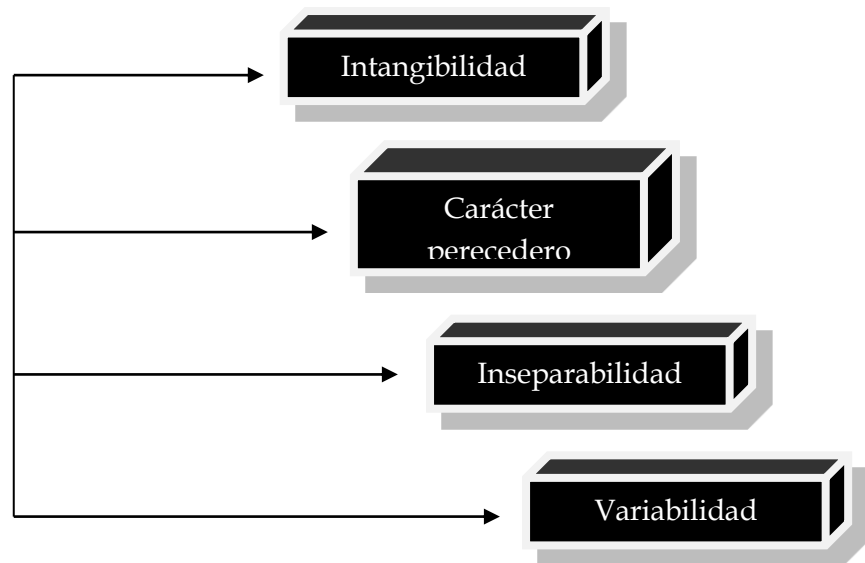 Intangibilidad
Carácter
perecedero
Inseparabilidad
Variabilidad